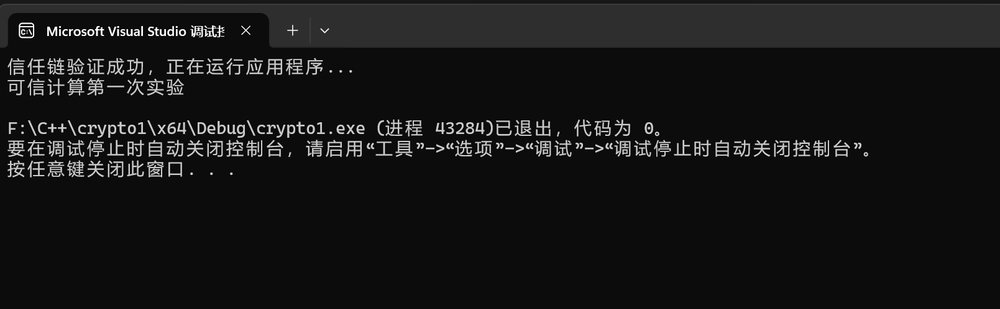 Microsoft Visual Studio 调试
信任链验证成功，正在运行应用程序...
可信计算第一次实验
F:\C++\crypto1\x64\Debug\crypto1.exe (进程 43284)已退出，代码为 0。
要在调试停止时自动关闭控制台，请启用“工具”->“选项”->“调试”->“调试停止时自动关闭控制台”。
按任意键关闭此窗口. . .